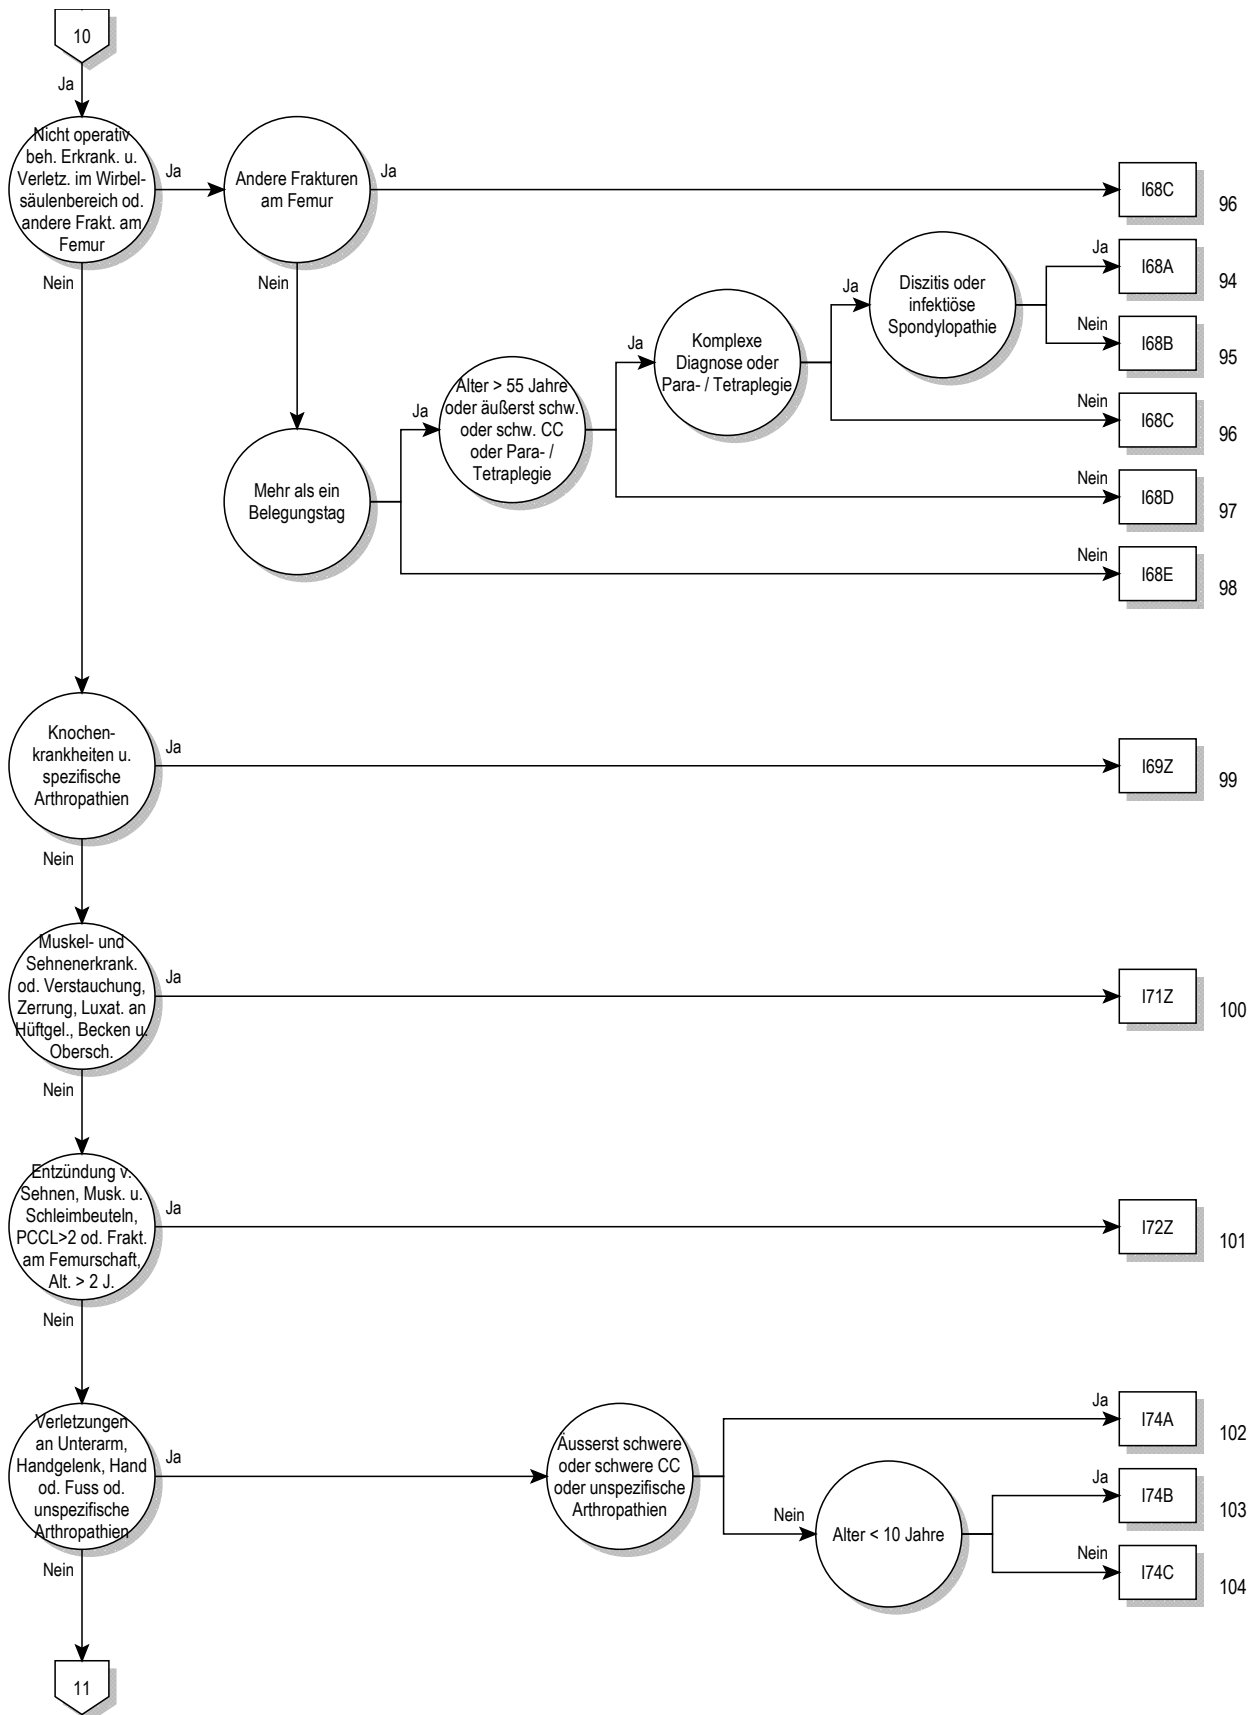 10
Ja
Nicht operativ
beh. Erkrank. u.
Verletz. im Wirbel-
säulenbereich od.
andere Frakt. am
Femur
Ja
Andere Frakturen
am Femur
Ja
I68C
96
Nein
Nein
Mehr als ein
Belegungstag
Ja
Alter > 55 Jahre
oder äußerst schw.
oder schw. CC
oder Para- /
Tetraplegie
Ja
Komplexe
Diagnose oder
Para- / Tetraplegie
Ja
Diszitis oder
infektiöse
Spondylopathie
Ja
I68A
94
Nein
I68B
95
Nein
I68C
96
Nein
I68D
97
Nein
I68E
98
Knochen-
krankheiten u.
spezifische
Arthropathien
Ja
I69Z
99
Nein
Muskel- und
Sehnenerkrank.
od. Verstauchung,
Zerrung, Luxat. an
Hüftgel., Becken u.
Obersch.
Ja
I71Z
100
Nein
Entzündung v.
Sehnen, Musk. u.
Schleimbeuteln,
PCCL>2 od. Frakt.
am Femurschaft,
Alt. > 2 J.
Ja
I72Z
101
Nein
Verletzungen
an Unterarm,
Handgelenk, Hand
od. Fuss od.
unspezifische
Arthropathien
Ja
Äusserst schwere
oder schwere CC
oder unspezifische
Arthropathien
Ja
I74A
102
Nein
Alter < 10 Jahre
Ja
I74B
103
Nein
I74C
104
Nein
11